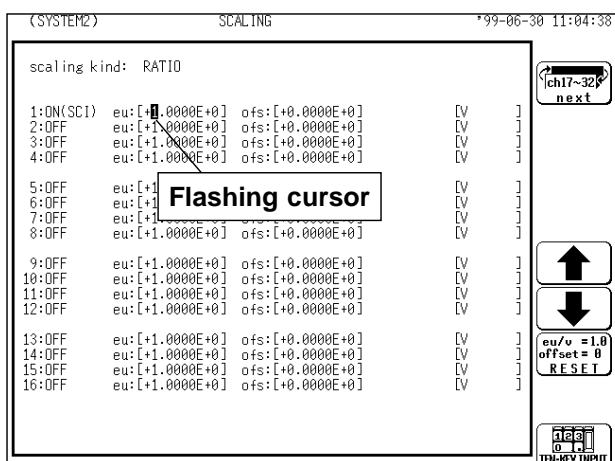 (SYSTEM2) SCALING '99-06-30 11:04:38
scaling kind: RATIO
ch17~32
next
1:ON(SCI) eu:[+1.0000E+0] ofs:[+0.0000E+0] [V ]
2:OFF eu:[+1.0000E+0] ofs:[+0.0000E+0] [V ]
3:OFF eu:[+1.0000E+0] ofs:[+0.0000E+0] [V ]
4:OFF eu:[+1.0000E+0] ofs:[+0.0000E+0] [V ]
5:OFF eu:[+1 [V ]
6:OFF eu:[+1 [V ]
Flashing cursor
7:OFF eu:[+1 [V ]
8:OFF eu:[+1.0000E+0] ofs:[+0.0000E+0] [V ]
9:OFF eu:[+1.0000E+0] ofs:[+0.0000E+0] [V ]
10:OFF eu:[+1.0000E+0] ofs:[+0.0000E+0] [V ]
11:OFF eu:[+1.0000E+0] ofs:[+0.0000E+0] [V ]
12:OFF eu:[+1.0000E+0] ofs:[+0.0000E+0] [V ]
13:OFF eu:[+1.0000E+0] ofs:[+0.0000E+0] [V ]
14:OFF eu:[+1.0000E+0] ofs:[+0.0000E+0] [V ]
15:OFF eu:[+1.0000E+0] ofs:[+0.0000E+0] [V ]
16:OFF eu:[+1.0000E+0] ofs:[+0.0000E+0] [V ]
eu/v =1.0
offset= 0
RESET
1 2 3
0 .
TEN-KEY INPUT